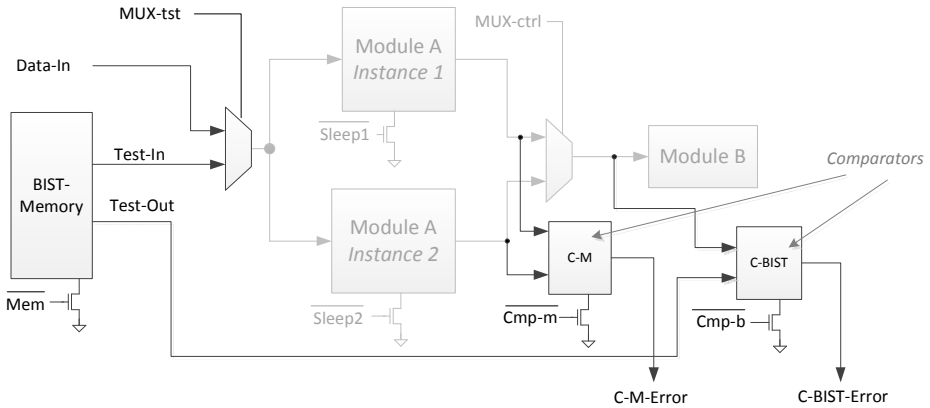 MUX-tst
MUX-ctrl
Data-In
Module A
Instance 1
Sleep1
Test-In
BIST-
Memory
Test-Out
Module B
Comparators
Module A
Instance 2
C-M
C-BIST
Mem
Sleep2
Cmp-m
Cmp-b
C-M-Error
C-BIST-Error